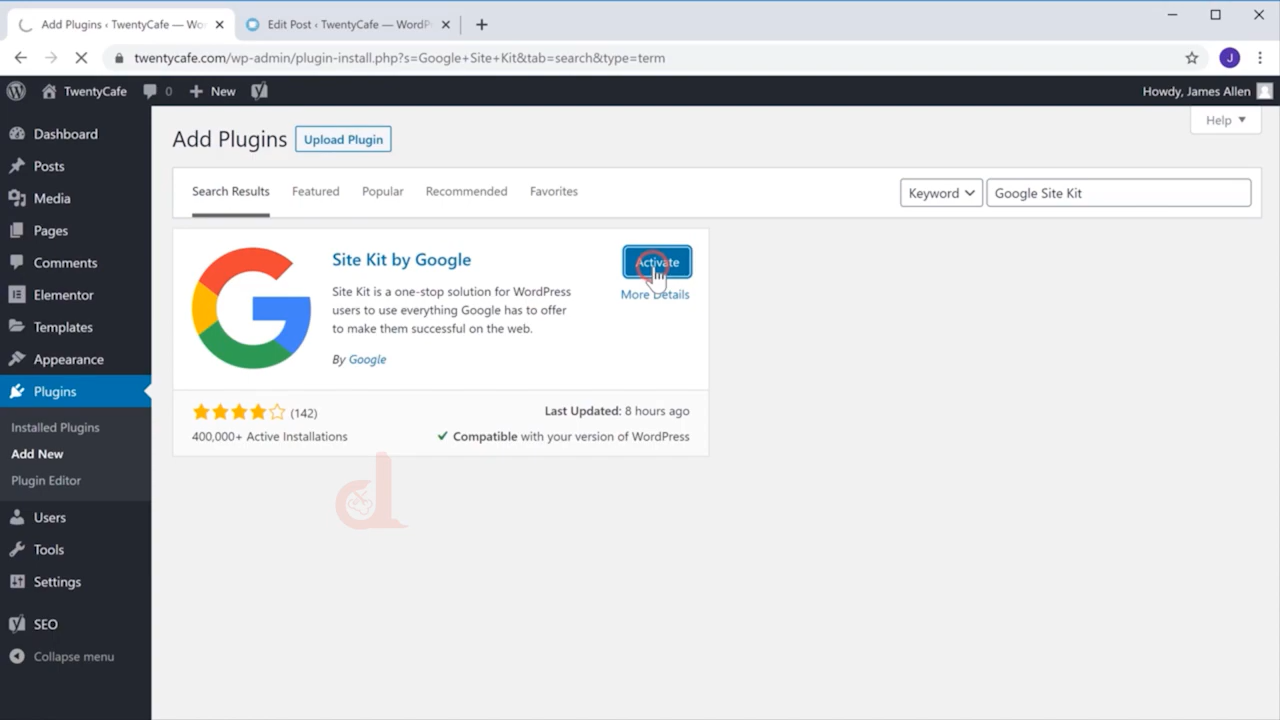 Add Plugins ‹ TwentyCafe — Wor
Edit Post ‹ TwentyCafe — WordP
twentycafe.com/wp-admin/plugin-install.php?s=Google+Site+Kit&tab=search&type=term
J
TwentyCafe
0
New
Howdy, James Allen
Help
Dashboard
Posts
Media
Pages
Comments
Elementor
Templates
Appearance
Plugins
Installed Plugins
Add New
Plugin Editor
Users
Tools
Settings
SEO
Collapse menu
Add Plugins
Upload Plugin
Search Results
Featured
Popular
Recommended
Favorites
Keyword
Google Site Kit
Site Kit by Google
Activate
More Details
Site Kit is a one-stop solution for WordPress
users to use everything Google has to offer
to make them successful on the web.
By Google
(142)
Last Updated: 8 hours ago
400,000+ Active Installations
Compatible with your version of WordPress